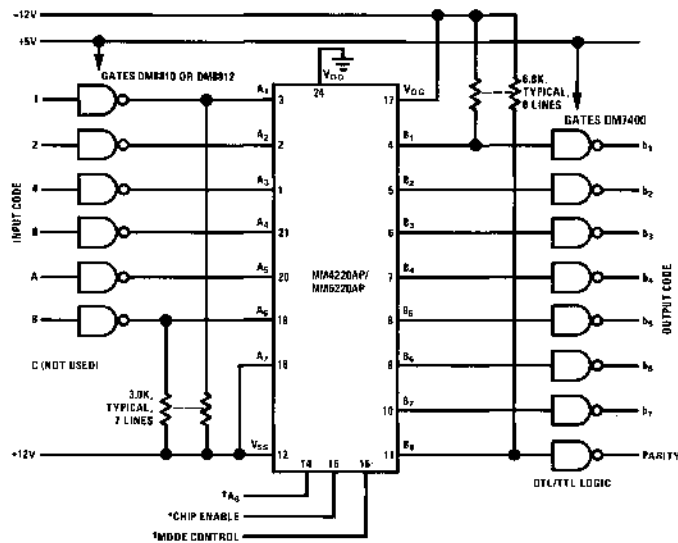 −12V
+5V
GATES DM8810 OR DM8812
VDD
24
6.8K,
TYPICAL,
8 LINES
GATES DM7400
INPUT CODE
1
A1
3
17
VGG
2
A2
2
4
B1
b1
4
A3
1
5
B2
b2
8
A4
21
6
B3
b3
A
A5
20
7
B4
b4
B
A6
19
8
B5
b5
MM4220AP/
MM5220AP
OUTPUT CODE
C (NOT USED)
A7
18
9
B6
b6
3.0K,
TYPICAL,
7 LINES
10
B7
b7
+12V
VSS
12
11
B8
PARITY
14
15
16
DTL/TTL LOGIC
*CHIP ENABLE
†MODE CONTROL